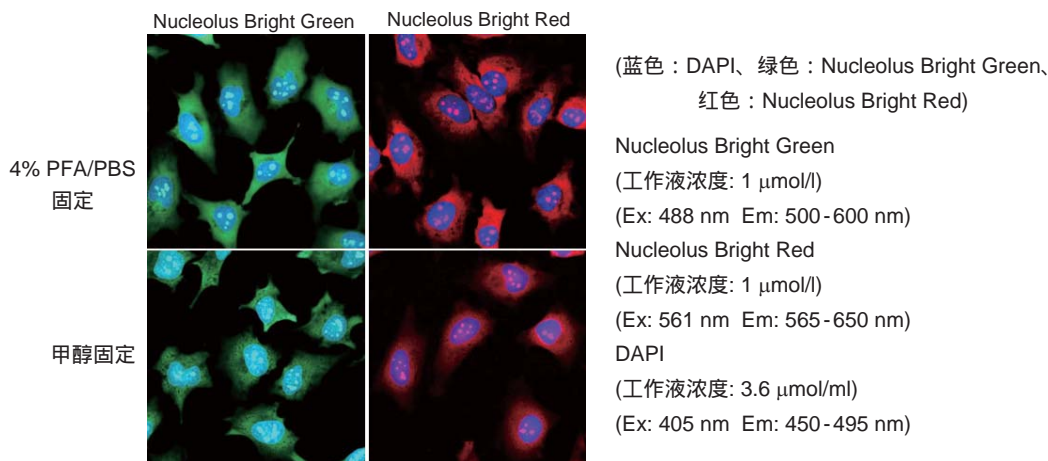 Nucleolus Bright Green
Nucleolus Bright Red
4% PFA/PBS
固定
甲醇固定
(蓝色：DAPI、绿色：Nucleolus Bright Green、
红色：Nucleolus Bright Red)
Nucleolus Bright Green
(工作液浓度: 1 μmol/l)
(Ex: 488 nm Em: 500-600 nm)
Nucleolus Bright Red
(工作液浓度: 1 μmol/l)
(Ex: 561 nm Em: 565-650 nm)
DAPI
(工作液浓度: 3.6 μmol/ml)
(Ex: 405 nm Em: 450-495 nm)